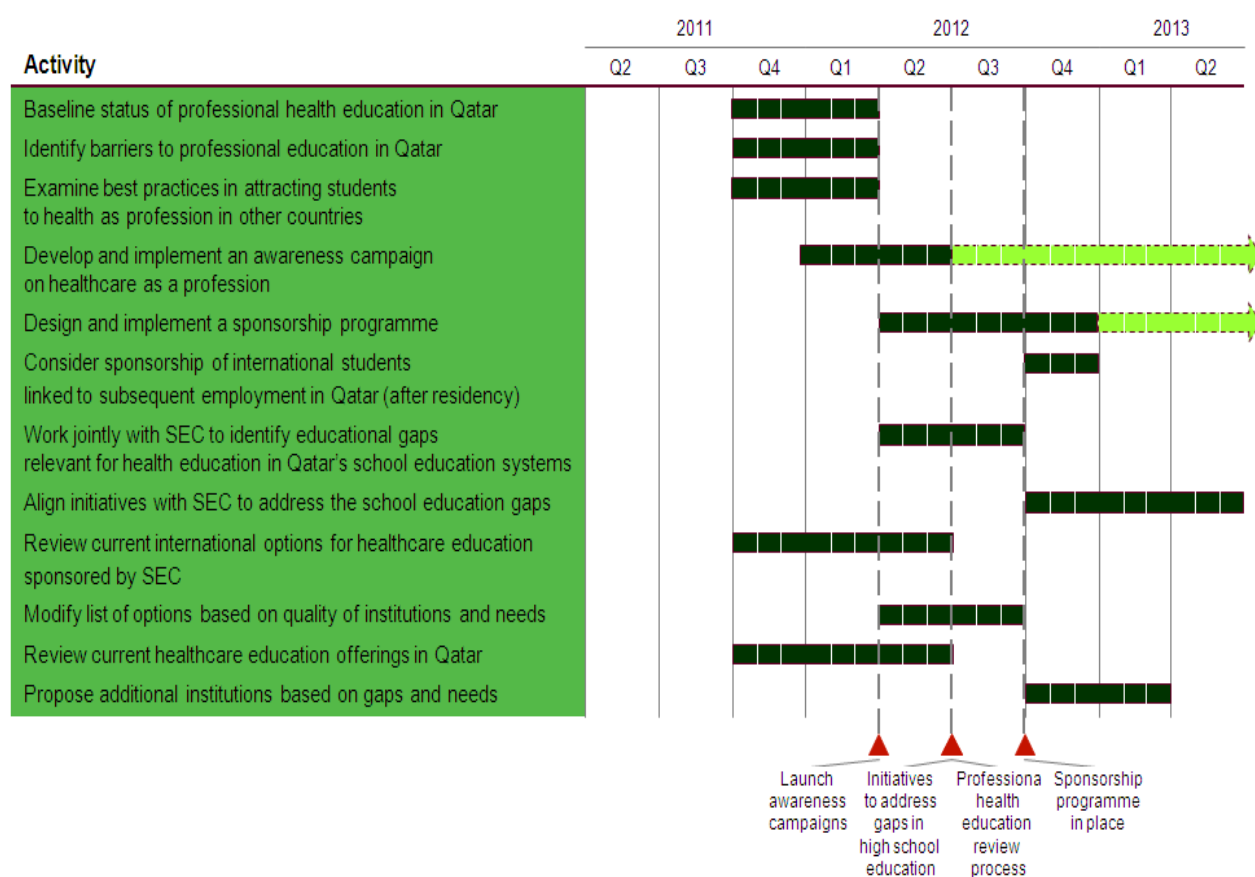 2011 2012 2013
Activity Q2 Q3 Q4 Q1 Q2 Q3 Q4 Q1 Q2
Baseline status of professional health education in Qatar
Identify barriers to professional education in Qatar
Examine best practices in attracting students
to health as profession in other countries
Develop and implement an awareness campaign
on healthcare as a profession
Design and implement a sponsorship programme
Consider sponsorship of international students
linked to subsequent employment in Qatar (after residency)
Work jointly with SEC to identify educational gaps
relevant for health education in Qatar's school education systems
Align initiatives with SEC to address the school education gaps
Review current international options for healthcare education
sponsored by SEC
Modify list of options based on quality of institutions and needs
Review current healthcare education offerings in Qatar
Propose additional institutions based on gaps and needs
Launch
awareness
campaigns
Initiatives
to address
gaps in
high school
education
Professiona
health
education
review
process
Sponsorship
programme
in place